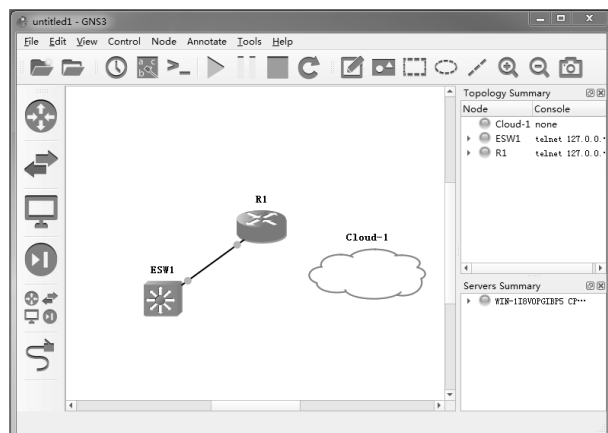 untitled1 - GNS3
File Edit View Control Node Annotate Tools Help
Topology Summary
Node Console
Cloud-1 none
ESW1 telnet 127.0.0.
R1 telnet 127.0.0.
R1
Cloud-1
ESW1
Servers Summary
WIN-1I8VOPGIBP5 CP…